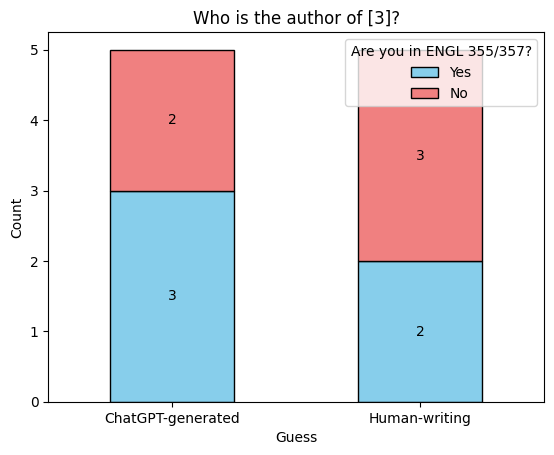 Who is the author of [3]?
Are you in ENGL 355/357?
Yes
No
5
4
3
2
1
0
Count
2
3
3
2
ChatGPT-generated
Human-writing
Guess